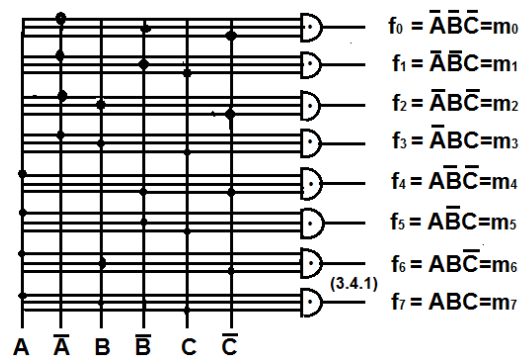 f₀ = A̅B̅C̅=m₀
f₁ = A̅B̅C=m₁
f₂ = A̅BC̅=m₂
f₃ = A̅BC=m₃
f₄ = AB̅C̅=m₄
f₅ = AB̅C=m₅
f₆ = ABC̅=m₆
(3.4.1)
f₇ = ABC=m₇
A A̅ B B̅ C C̅